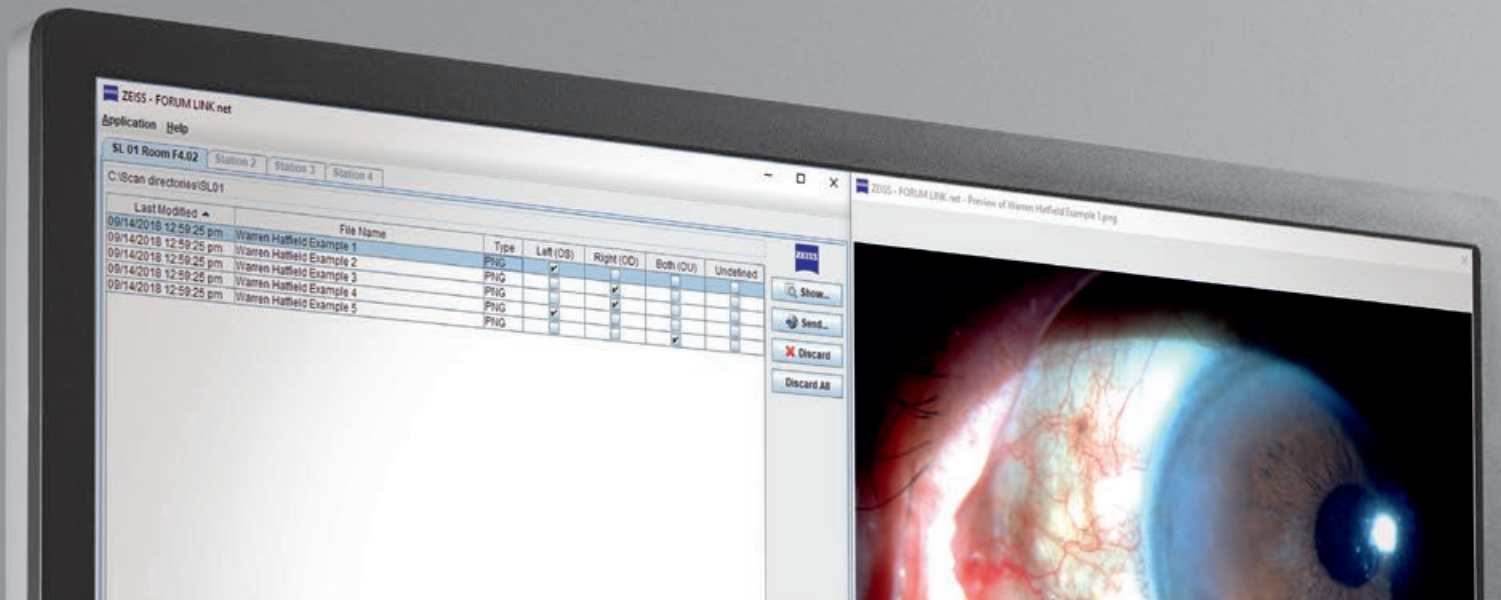 ZEISS - FORUM LINK net
Application Help
SL 01 Room F4.02 Station 2 Station 3 Station 4
C:\Scan directories\SL01
Last Modified File Name Type Left (OS) Right (OD) Both (OU) Undefined
09/14/2018 12:59:25 pm Warren Hatfield Example 1 PNG
09/14/2018 12:59:25 pm Warren Hatfield Example 2 PNG
09/14/2018 12:59:25 pm Warren Hatfield Example 3 PNG
09/14/2018 12:59:25 pm Warren Hatfield Example 4 PNG
09/14/2018 12:59:25 pm Warren Hatfield Example 5 PNG
ZEISS
Show...
Send...
Discard
Discard All
ZEISS - FORUM LINK net - Preview of Warren Hatfield Example 1.png